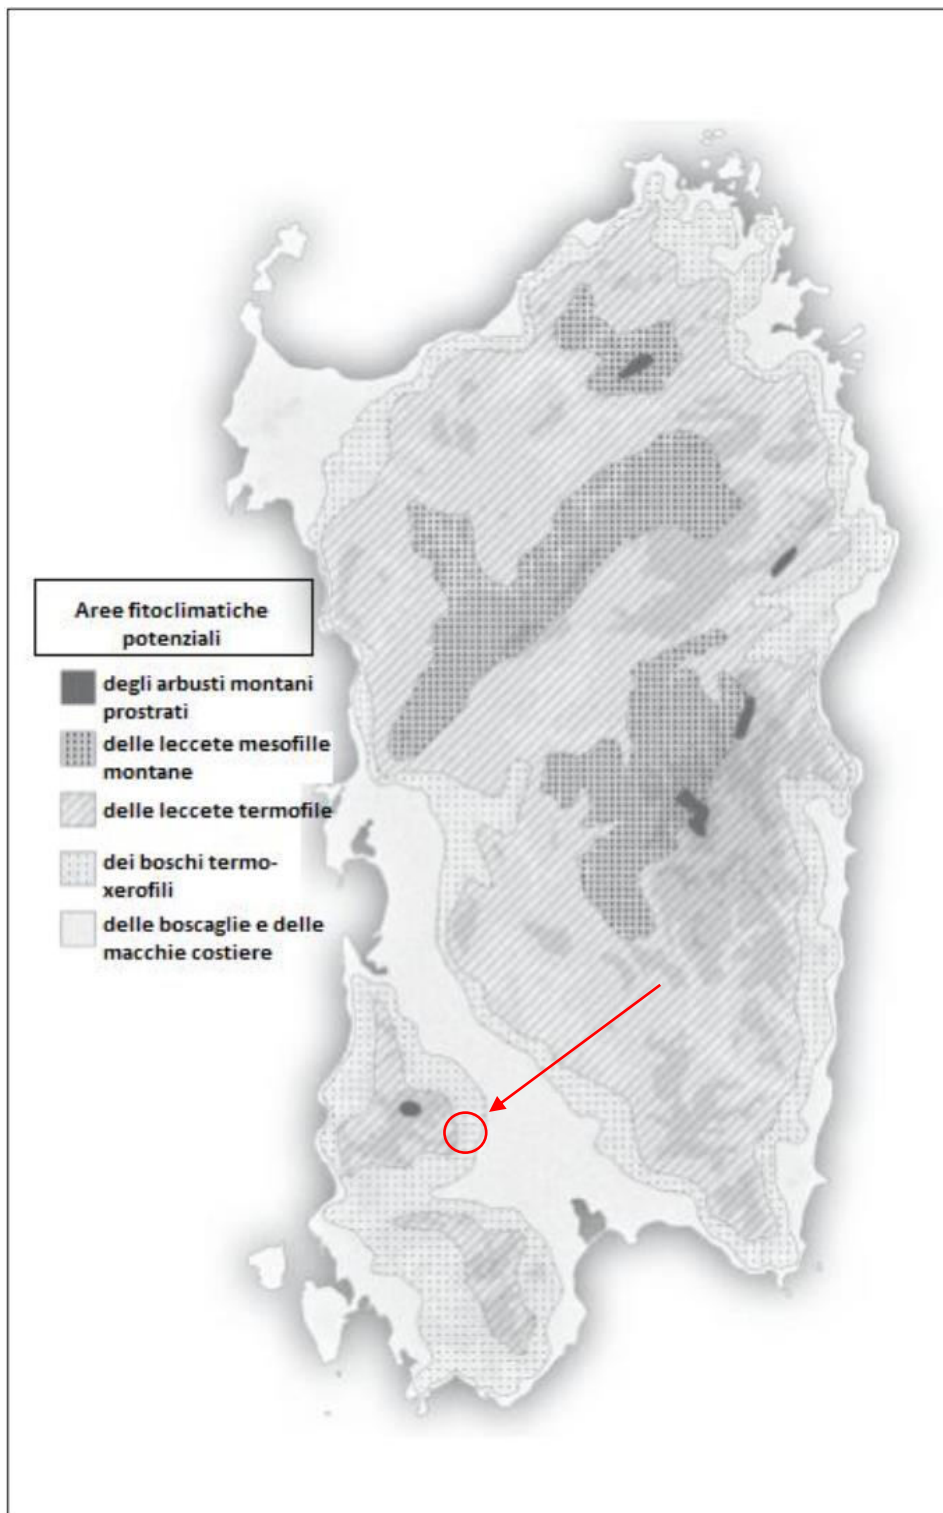 Aree fitoclimatiche
potenziali
degli arbusti montani
prostrati
delle leccete mesofille
montane
delle leccete termofile
dei boschi termo-
xerofili
delle boscaglie e delle
macchie costiere